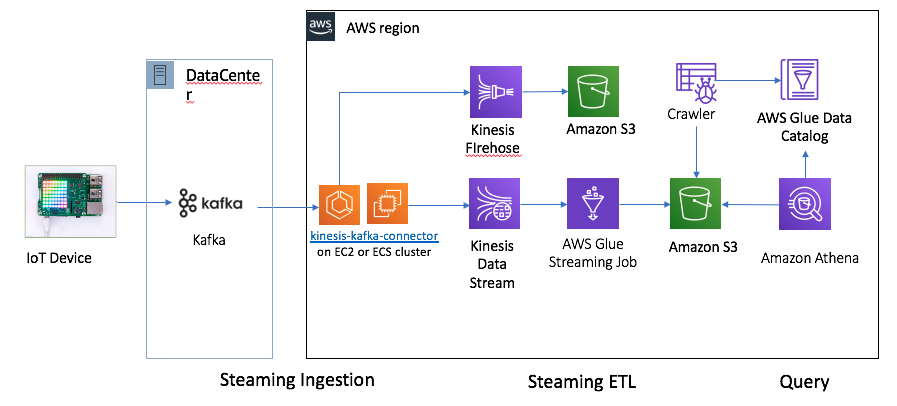 aws
AWS region
DataCente
r
Kinesis
FIrehose
Amazon S3
Crawler
AWS Glue Data
Catalog
IoT Device
kafka
Kafka
kinesis-kafka-connector
on EC2 or ECS cluster
Kinesis
Data
Stream
AWS Glue
Streaming Job
Amazon S3
Amazon Athena
Steaming Ingestion
Steaming ETL
Query